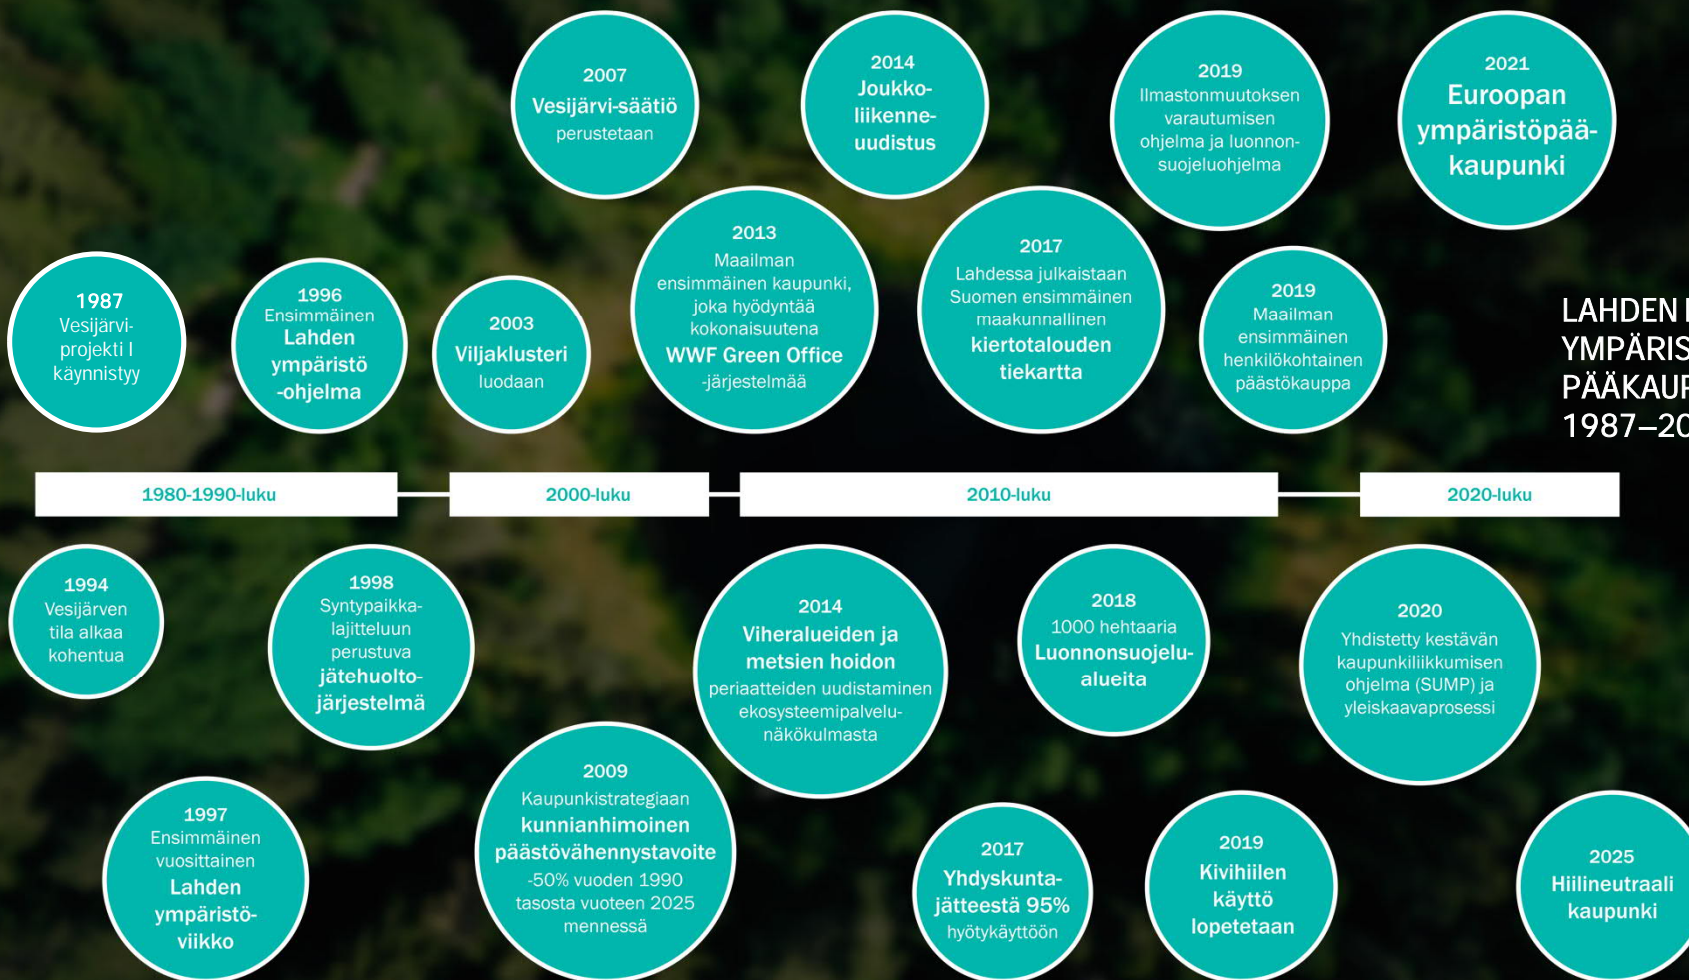 2007
Vesijärvi-säätiö
perustetaan
2014
Joukko-
liikenne-
uudistus
2019
Ilmastonmuutoksen
varautumisen
ohjelma ja luonnon-
suojeluohjelma
2021
Euroopan
ympäristöpää-
kaupunki
1987
Vesijärvi-
projekti I
käynnistyy
1996
Ensimmäinen
Lahden
ympäristö
-ohjelma
2003
Viljaklusteri
luodaan
2013
Maailman
ensimmäinen kaupunki,
joka hyödyntää
kokonaisuutena
WWF Green Office
-järjestelmää
2017
Lahdessa julkaistaan
Suomen ensimmäinen
maakunnallinen
kiertotalouden
tiekartta
2019
Maailman
ensimmäinen
henkilökohtainen
päästökauppa
LAHDEN
YMPÄRIS
PÄÄKAUP
1987–20
1980-1990-luku
2000-luku
2010-luku
2020-luku
1994
Vesijärven
tila alkaa
kohentua
1998
Syntypaikka-
lajitteluun
perustuva
jätehuolto-
järjestelmä
2014
Viheralueiden ja
metsien hoidon
periaatteiden uudistaminen
ekosysteemipalvelu-
näkökulmasta
2018
1000 hehtaaria
Luonnonsuojelu-
alueita
2020
Yhdistetty kestävän
kaupunkiliikkumisen
ohjelma (SUMP) ja
yleiskaavaprosessi
1997
Ensimmäinen
vuosittainen
Lahden
ympäristö-
viikko
2009
Kaupunkistrategiaan
kunnianhimoinen
päästövähennystavoite
-50% vuoden 1990
tasosta vuoteen 2025
mennessä
2017
Yhdyskunta-
jätteestä 95%
hyötykäyttöön
2019
Kivihiilen
käyttö
lopetetaan
2025
Hiilineutraali
kaupunki